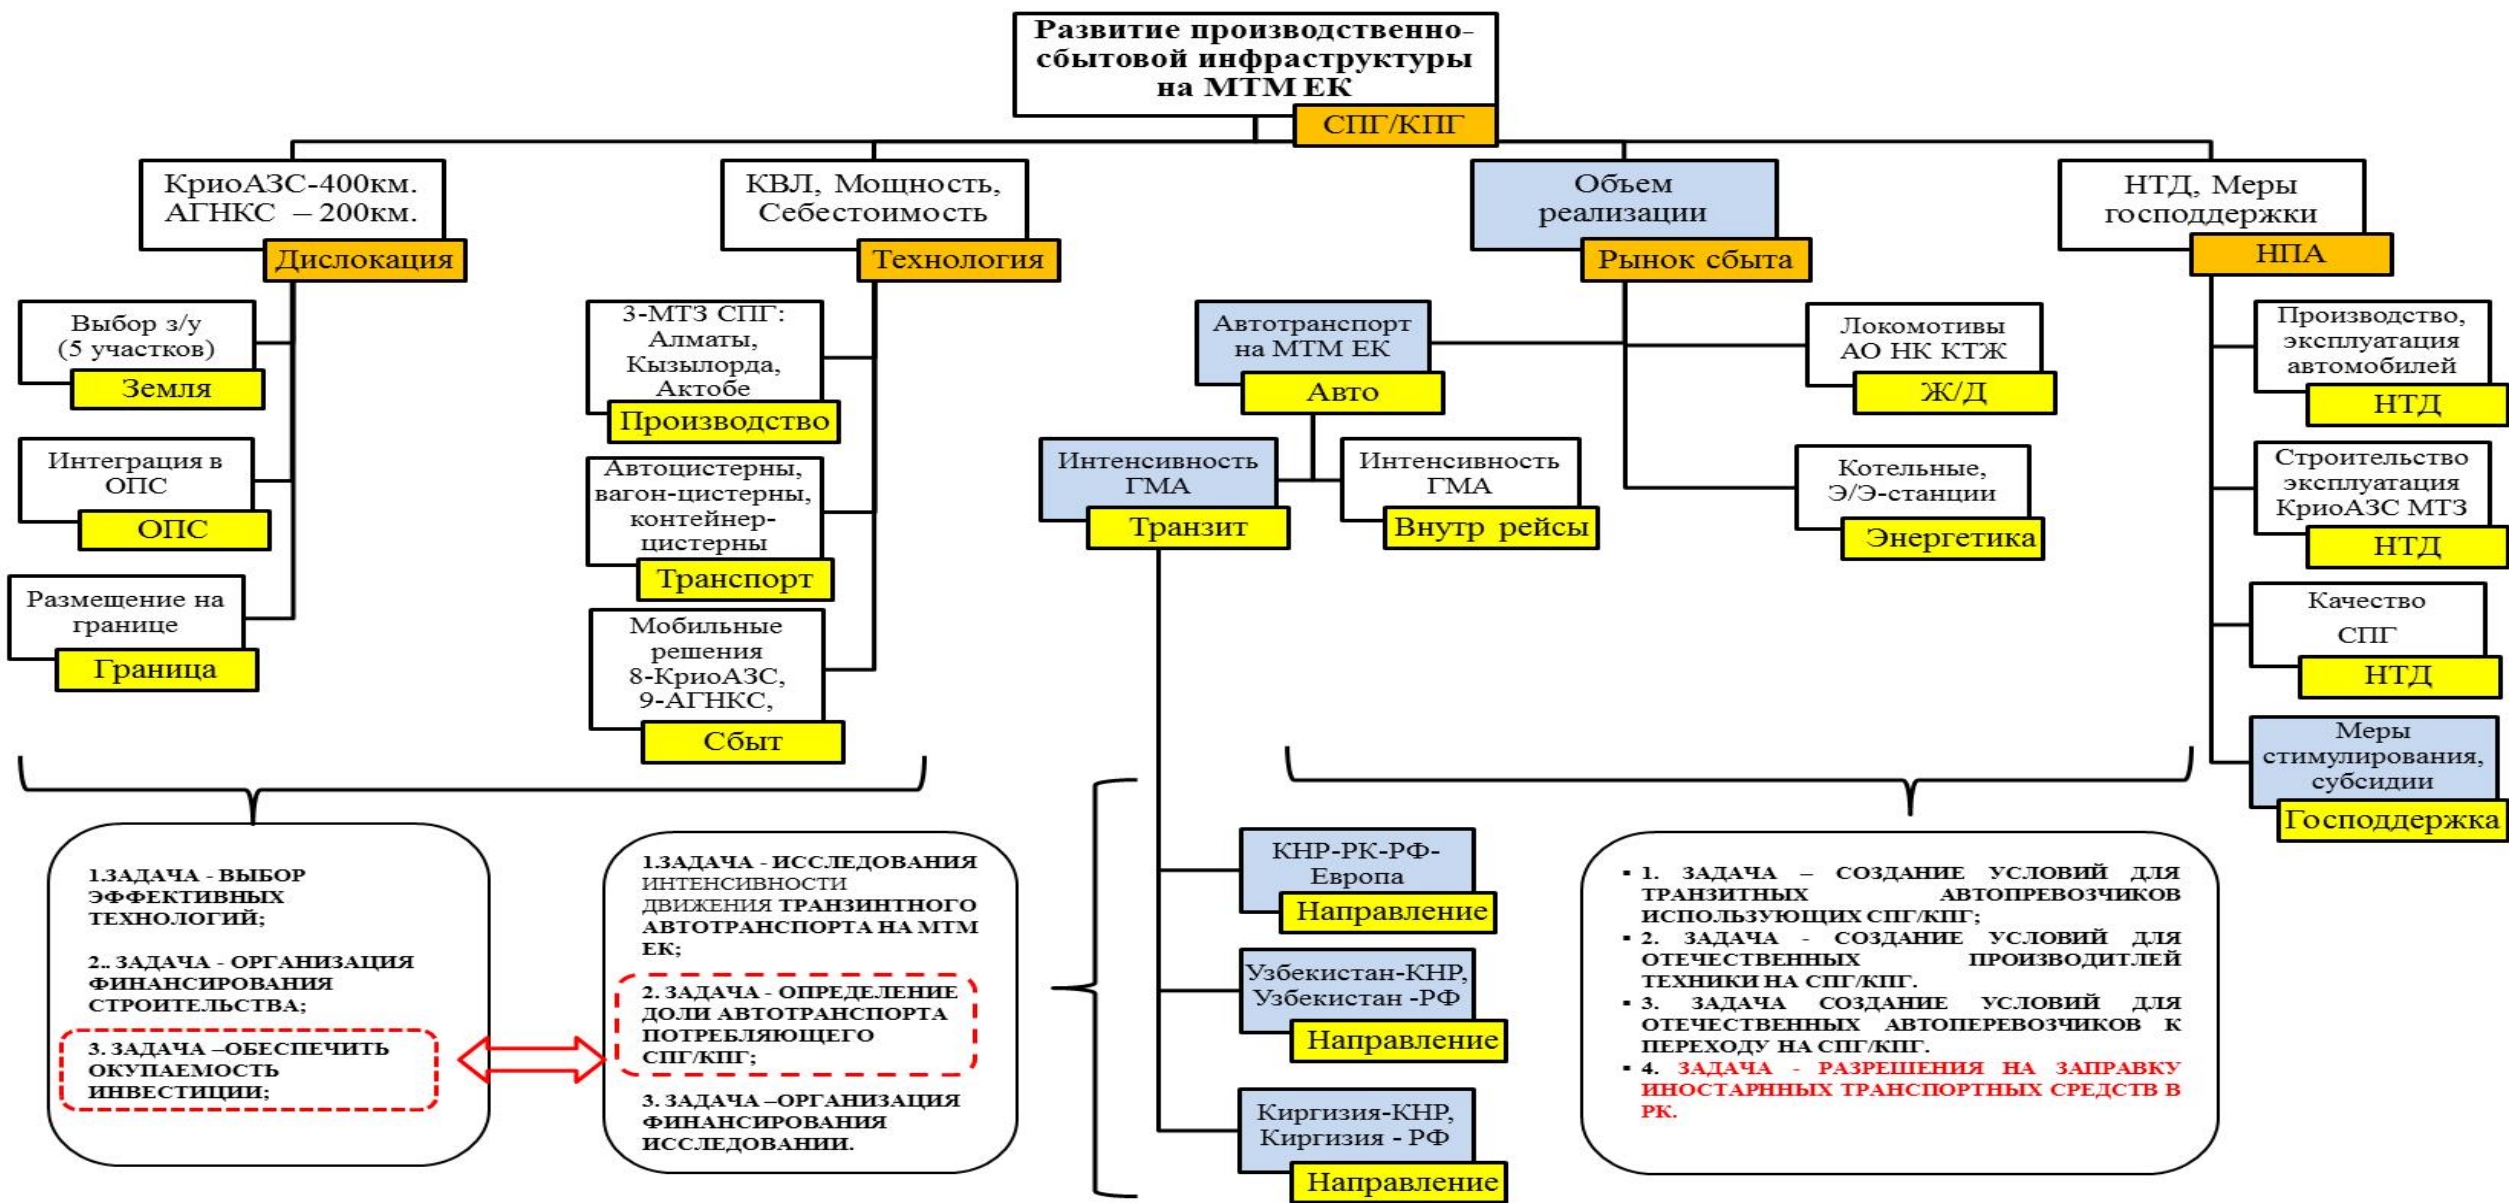 Развитие производственно-
сбытовой инфраструктуры
на МТМ ЕК
СПГ/КПГ
КриоАЗС-400км.
АГНКС – 200км.
Дислокация
КВЛ, Мощность,
Себестоимость
Технология
Объем
реализации
Рынок сбыта
НТД, Меры
господдержки
НПА
Выбор з/у
(5 участков)
Земля
Интеграция в
ОПС
ОПС
Размещение на
границе
Граница
3-МТЗ СПГ:
Алматы,
Кызылорда,
Актобе
Производство
Автоцистерны,
вагон-цистерны,
контейнер-
цистерны
Транспорт
Мобильные
решения
8-КриоАЗС,
9-АГНКС,
Сбыт
Автотранспорт
на МТМ ЕК
Авто
Локомотивы
АО НК КТЖ
Ж/Д
Интенсивность
ГМА
Транзит
Интенсивность
ГМА
Внутр рейсы
Котельные,
Э/Э-станции
Энергетика
Производство,
эксплуатация
автомобилей
НТД
Строительство
эксплуатация
КриоАЗС МТЗ
НТД
Качество
СПГ
НТД
Меры
стимулирования,
субсидии
Господдержка
1.ЗАДАЧА - ВЫБОР
ЭФФЕКТИВНЫХ
ТЕХНОЛОГИЙ;
2.. ЗАДАЧА - ОРГАНИЗАЦИЯ
ФИНАНСИРОВАНИЯ
СТРОИТЕЛЬСТВА;
3. ЗАДАЧА –ОБЕСПЕЧИТЬ
ОКУПАЕМОСТЬ
ИНВЕСТИЦИИ;
1.ЗАДАЧА - ИССЛЕДОВАНИЯ
ИНТЕНСИВНОСТИ
ДВИЖЕНИЯ ТРАНЗИНТНОГО
АВТОТРАНСПОРТА НА МТМ
ЕК;
2. ЗАДАЧА - ОПРЕДЕЛЕНИЕ
ДОЛИ АВТОТРАНСПОРТА
ПОТРЕБЛЯЮЩЕГО
СПГ/КПГ;
3. ЗАДАЧА –ОРГАНИЗАЦИЯ
ФИНАНСИРОВАНИЯ
ИССЛЕДОВАНИИ.
КНР-РК-РФ-
Европа
Направление
Узбекистан-КНР,
Узбекистан -РФ
Направление
Киргизия-КНР,
Киргизия - РФ
Направление
▪ 1. ЗАДАЧА – СОЗДАНИЕ УСЛОВИЙ ДЛЯ
ТРАНЗИТНЫХ АВТОПРЕВОЗЧИКОВ
ИСПОЛЬЗУЮЩИХ СПГ/КПГ;
▪ 2. ЗАДАЧА - СОЗДАНИЕ УСЛОВИЙ ДЛЯ
ОТЕЧЕСТВЕННЫХ ПРОИЗВОДИТЛЕЙ
ТЕХНИКИ НА СПГ/КПГ.
▪ 3. ЗАДАЧА СОЗДАНИЕ УСЛОВИЙ ДЛЯ
ОТЕЧЕСТВЕННЫХ АВТОПЕРЕВОЗЧИКОВ К
ПЕРЕХОДУ НА СПГ/КПГ.
▪ 4. ЗАДАЧА - РАЗРЕШЕНИЯ НА ЗАПРАВКУ
ИНОСТАРННЫХ ТРАНСПОРТНЫХ СРЕДСТВ В
РК.